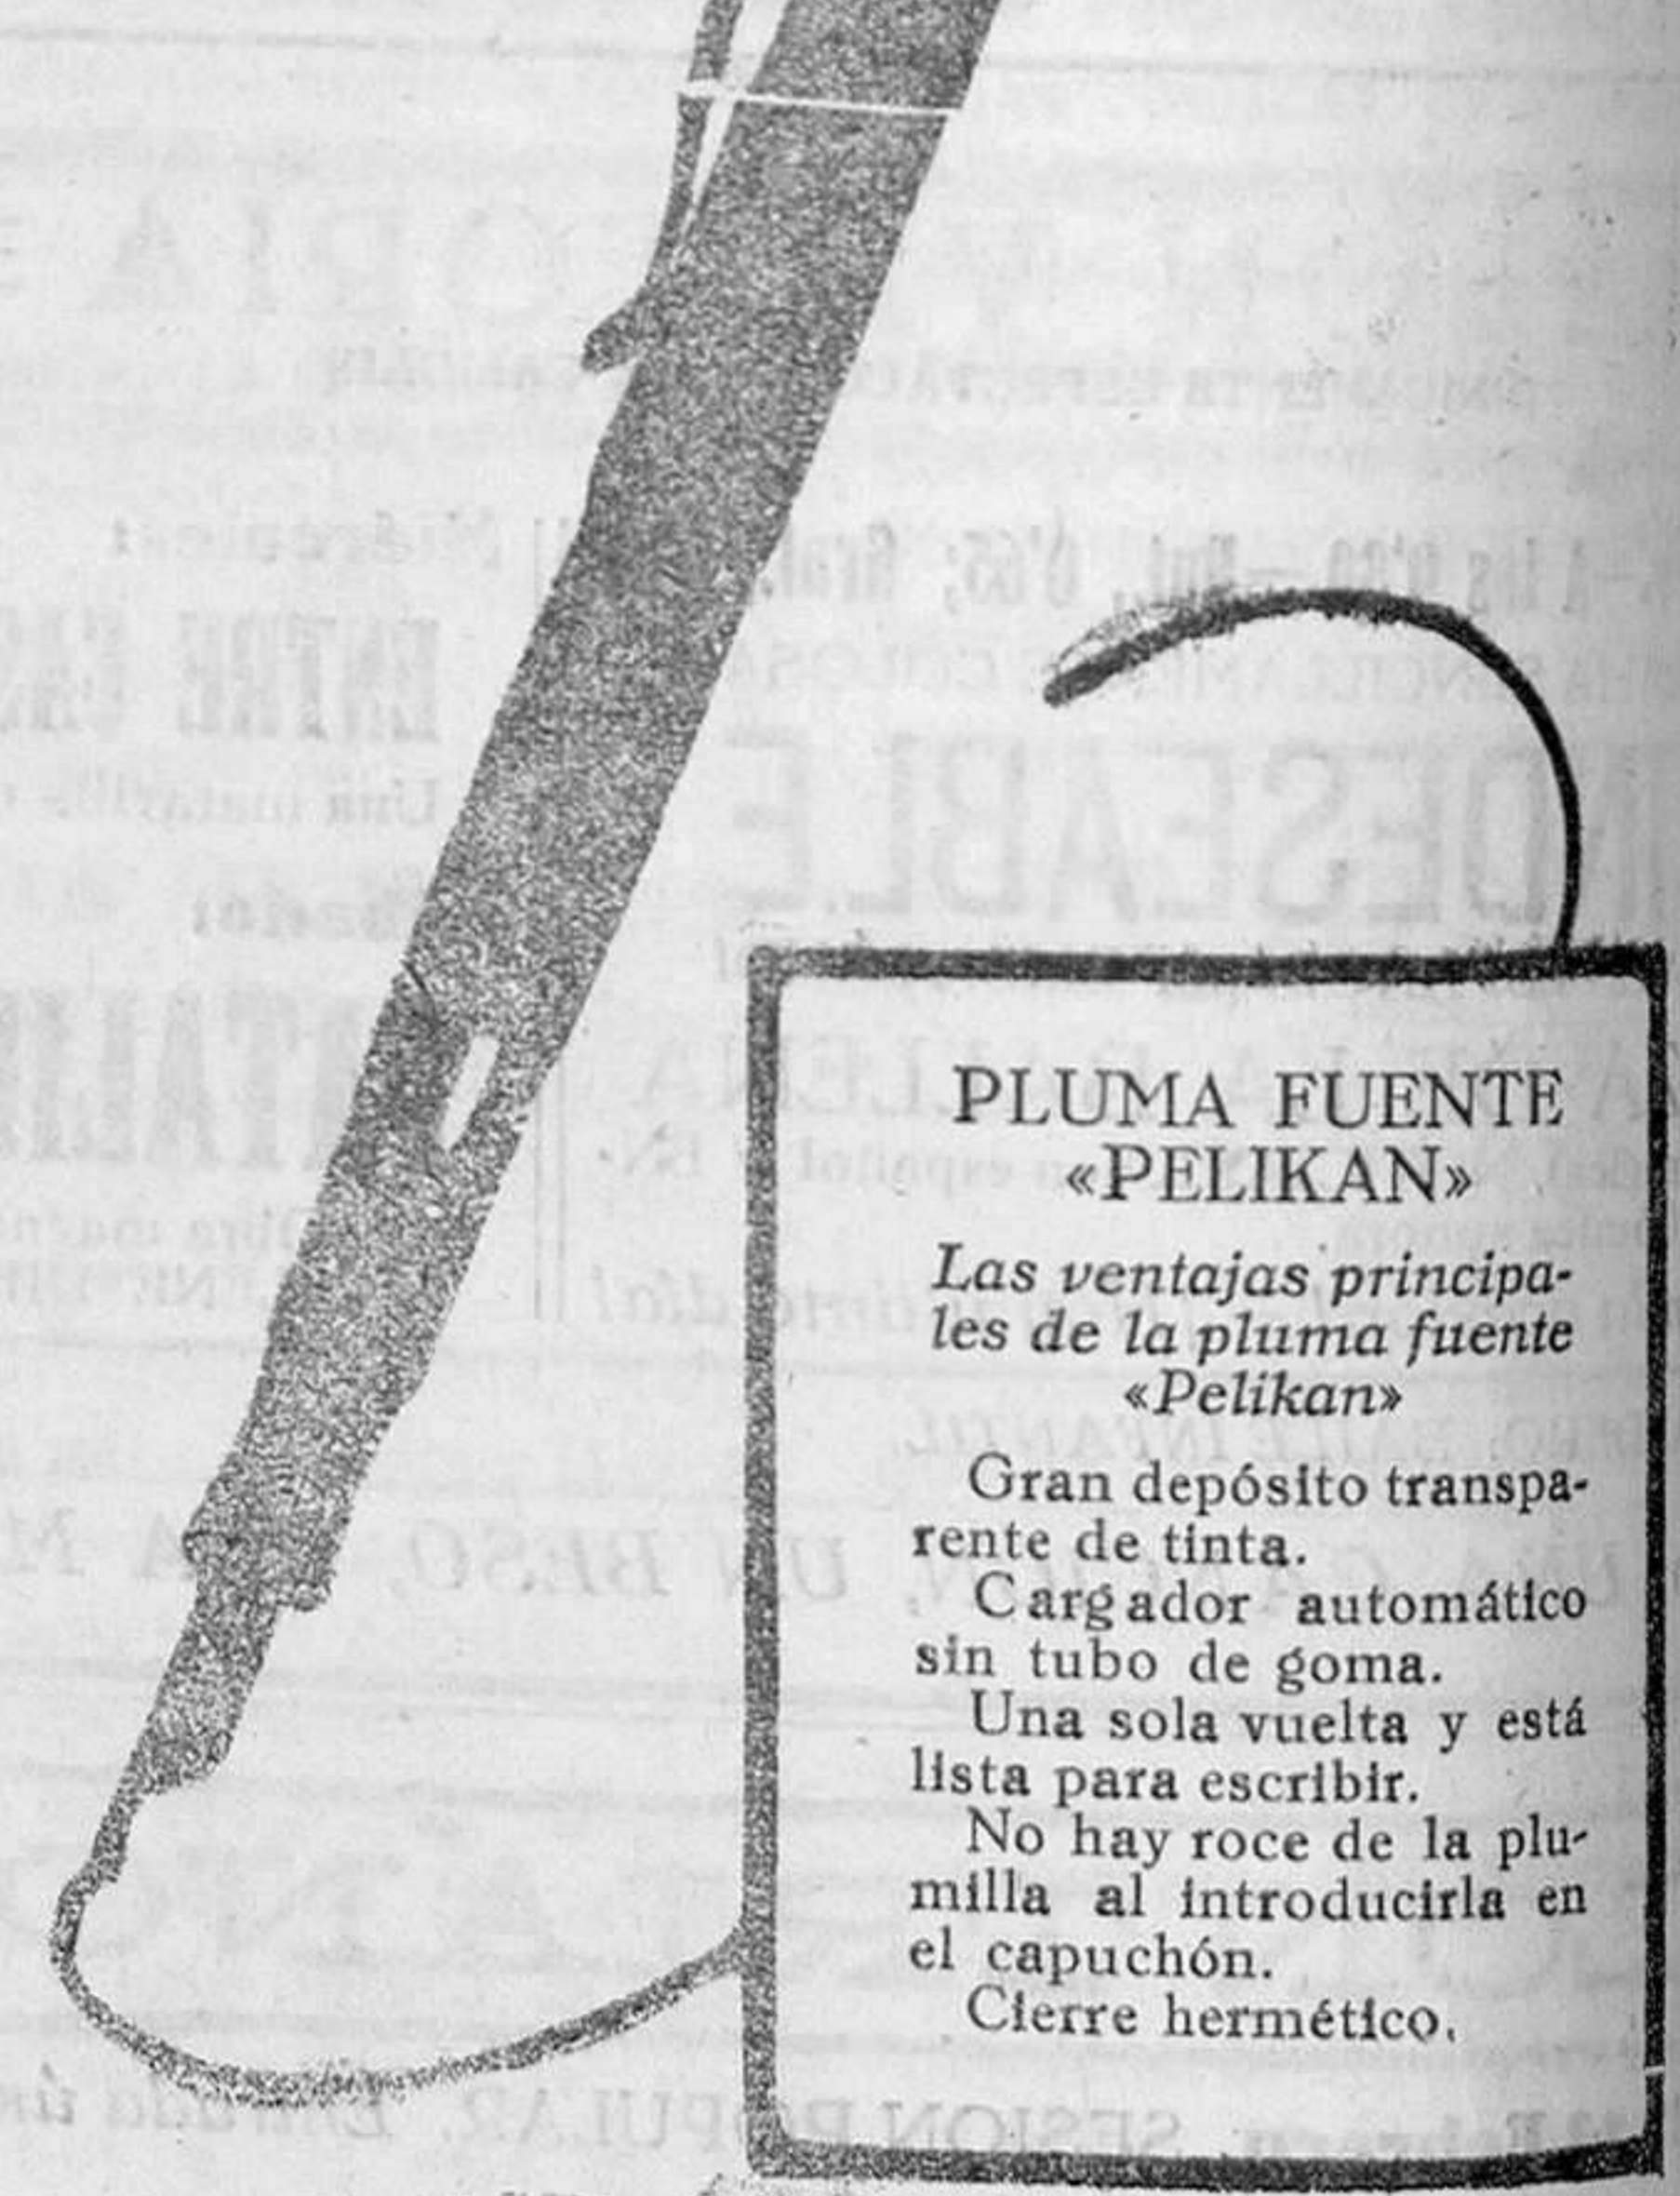 PLUMA FUENTE
«PELIKAN»
Las ventajas principa-
les de la pluma fuente
«Pelikan»
Gran depósito transpa-
rente de tinta.
Cargador automático
sin tubo de goma.
Una sola vuelta y está
lista para escribir.
No hay roce de la plu-
milla al introducirla en
el capuchón.
Cierre hermético.